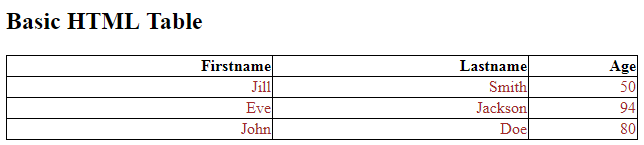 Basic HTML Table
Firstname Lastname Age
Jill Smith 50
Eve Jackson 94
John Doe 80